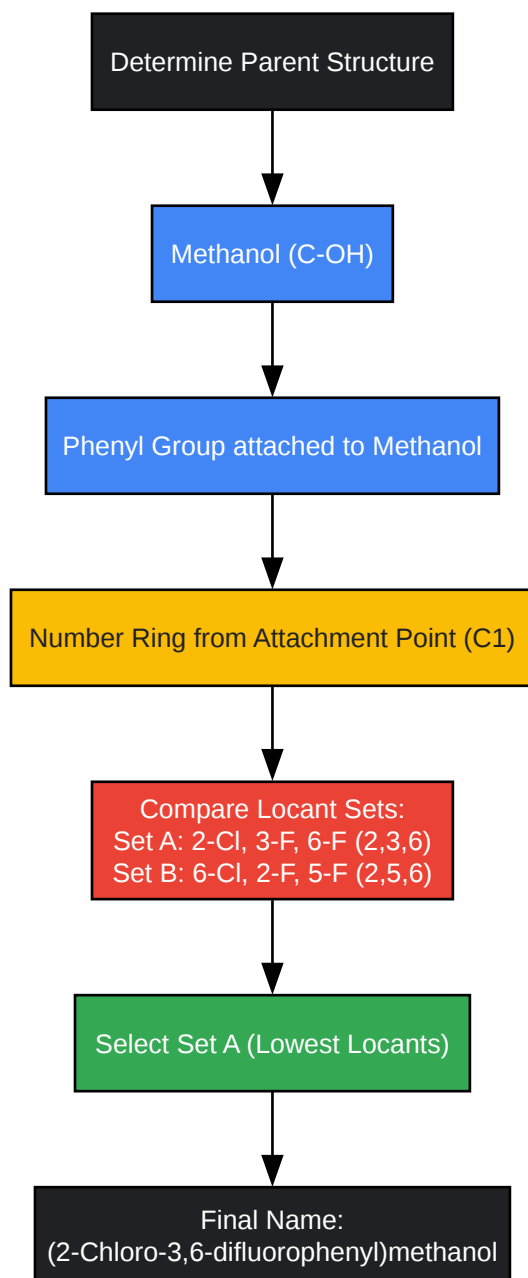 Determine Parent Structure
Methanol (C-OH)
Phenyl Group attached to Methanol
Number Ring from Attachment Point (C1)
Compare Locant Sets:
Set A: 2-Cl, 3-F, 6-F (2,3,6)
Set B: 6-Cl, 2-F, 5-F (2,5,6)
Select Set A (Lowest Locants)
Final Name:
(2-Chloro-3,6-difluorophenyl)methanol